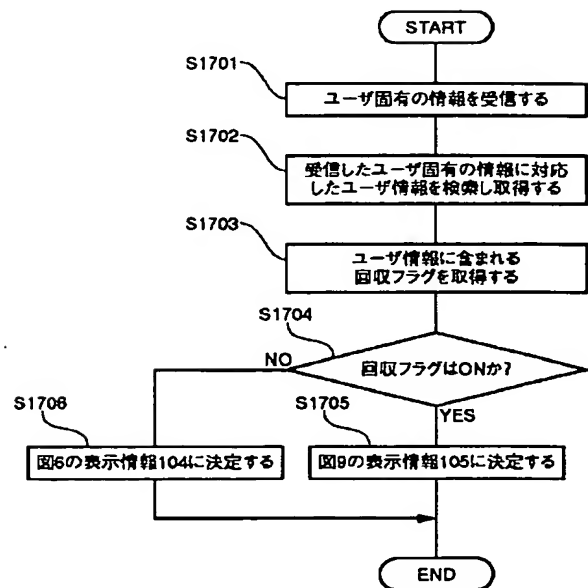 START
S1701
ユーザ固有の情報を受信する
S1702
受信したユーザ固有の情報に対応
したユーザ情報を検索し取得する
S1703
ユーザ情報に含まれる
回収フラグを取得する
S1704
回収フラグはONか?
NO
YES
S1706
図6の表示情報104に決定する
S1705
図9の表示情報105に決定する
END